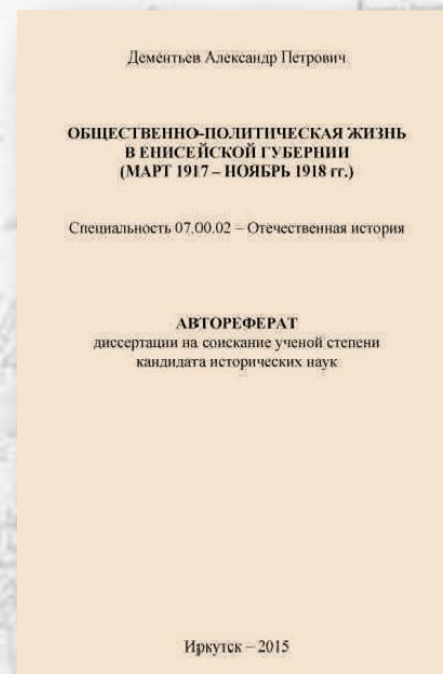 Дементьев Александр Петрович
ОБЩЕСТВЕННО-ПОЛИТИЧЕСКАЯ ЖИЗНЬ
В ЕНИСЕЙСКОЙ ГУБЕРНИИ
(МАРТ 1917 – НОЯБРЬ 1918 гг.)
Специальность 07.00.02 – Отечественная история
АВТОРЕФЕРАТ
диссертации на соискание ученой степени
кандидата исторических наук
Иркутск – 2015